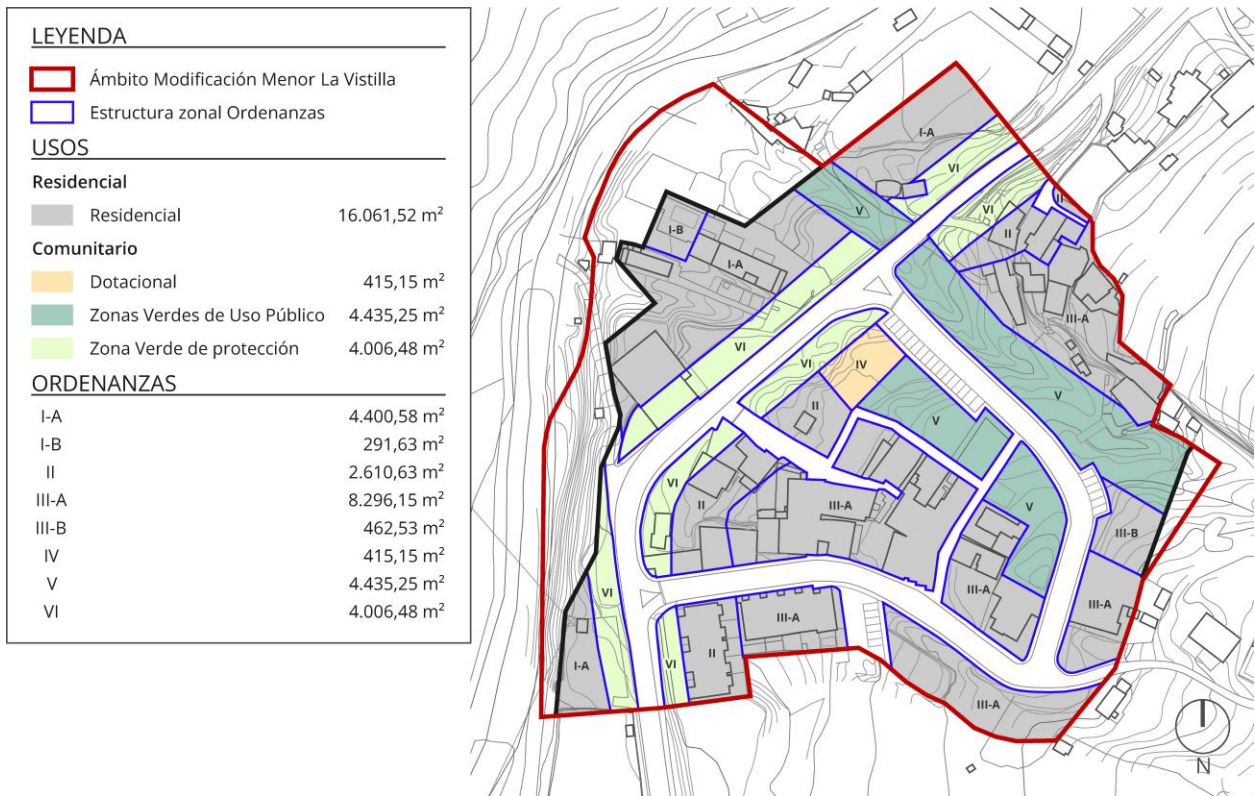 LEYENDA
Ámbito Modificación Menor La Vistilla
Estructura zonal Ordenanzas
USOS
Residencial
Residencial 16.061,52 m²
Comunitario
Dotacional 415,15 m²
Zonas Verdes de Uso Público 4.435,25 m²
Zona Verde de protección 4.006,48 m²
ORDENANZAS
I-A 4.400,58 m²
I-B 291,63 m²
II 2.610,63 m²
III-A 8.296,15 m²
III-B 462,53 m²
IV 415,15 m²
V 4.435,25 m²
VI 4.006,48 m²
I-A
VI
V
VI
II
II
I-B
I-A
III-A
VI
VI
IV
II
V
V
VI
II
III-A
V
III-B
VI
III-A
III-A
I-A
VI
II
III-A
III-A
N